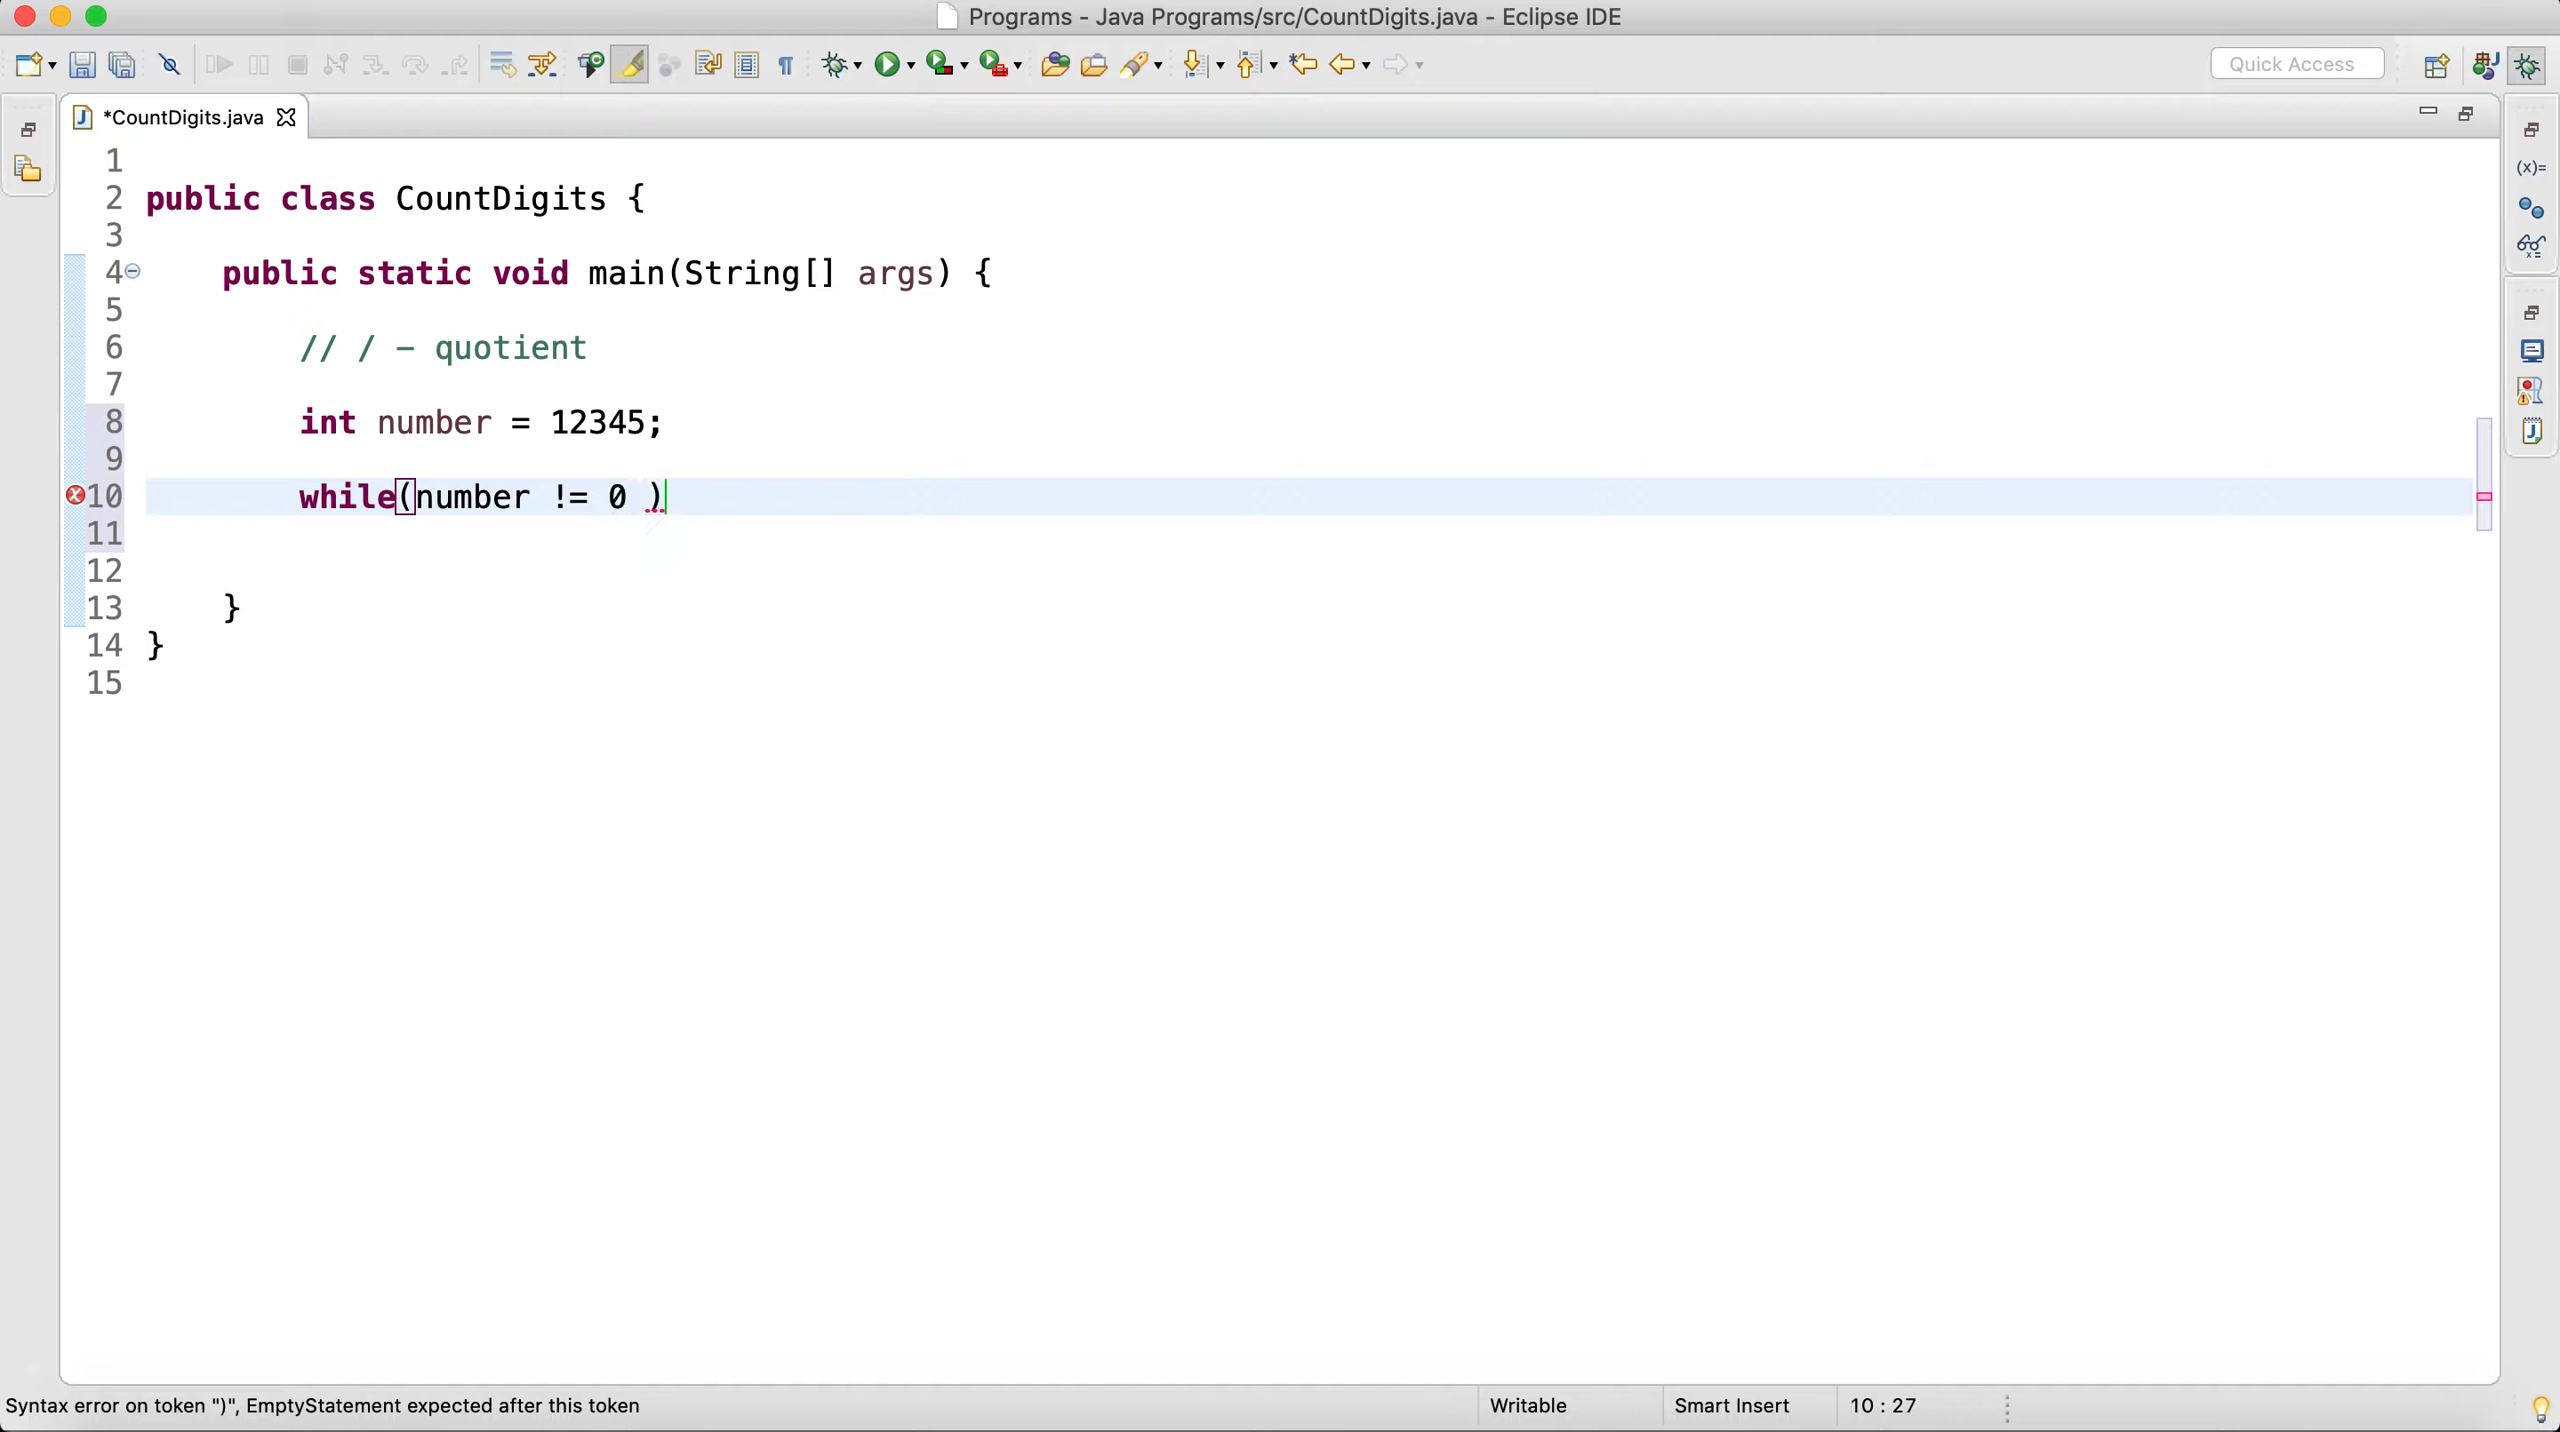 Programs - Java Programs/src/CountDigits.java - Eclipse IDE
Quick Access
*CountDigits.java
1
2 public class CountDigits {
3
4 public static void main(String[] args) {
5
6 // / - quotient
7
8 int number = 12345;
9
10 while(number != 0 )
11
12
13 }
14 }
15
Syntax error on token ")", EmptyStatement expected after this token
Writable
Smart Insert
10 : 27